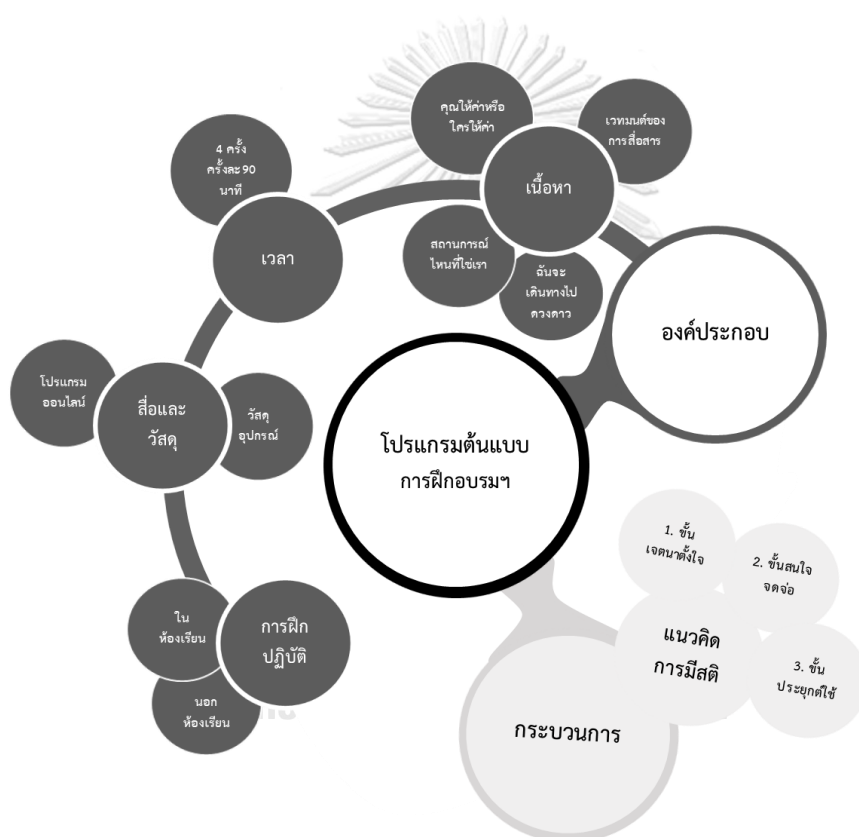 คุณให้ค่าหรือ
ใครให้ค่า
เวทมนต์ของ
การสื่อสาร
4 ครั้ง
ครั้งละ 90
นาที
เนื้อหา
เวลา
สถานการณ์
ไหนที่ใช่เรา
ฉันจะ
เดินทางไป
ดวงดาว
องค์ประกอบ
โปรแกรม
ออนไลน์
สื่อและ
วัสดุ
วัสดุ
อุปกรณ์
โปรแกรมต้นแบบ
การฝึกอบรมฯ
1. ขั้น
เจตนาตั้งใจ
2. ขั้นสนใจ
จดจ่อ
แนวคิด
การมีสติ
3. ขั้น
ประยุกต์ใช้
ใน
ห้องเรียน
การฝึก
ปฏิบัติ
นอก
ห้องเรียน
กระบวนการ